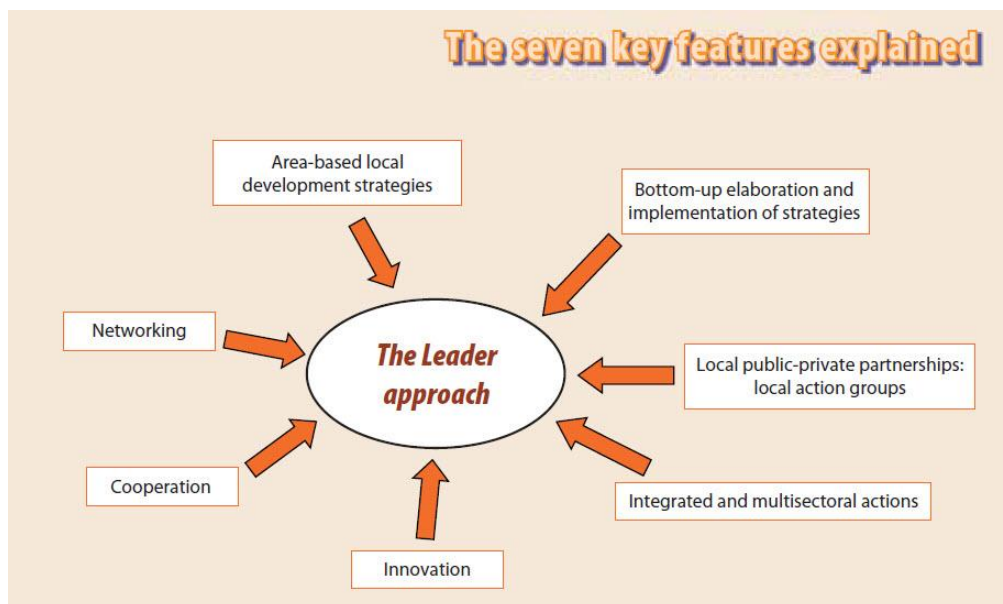 The seven key features explained
Area-based local
development strategies
Bottom-up elaboration and
implementation of strategies
Networking
The Leader
approach
Local public-private partnerships:
local action groups
Cooperation
Integrated and multisectoral actions
Innovation